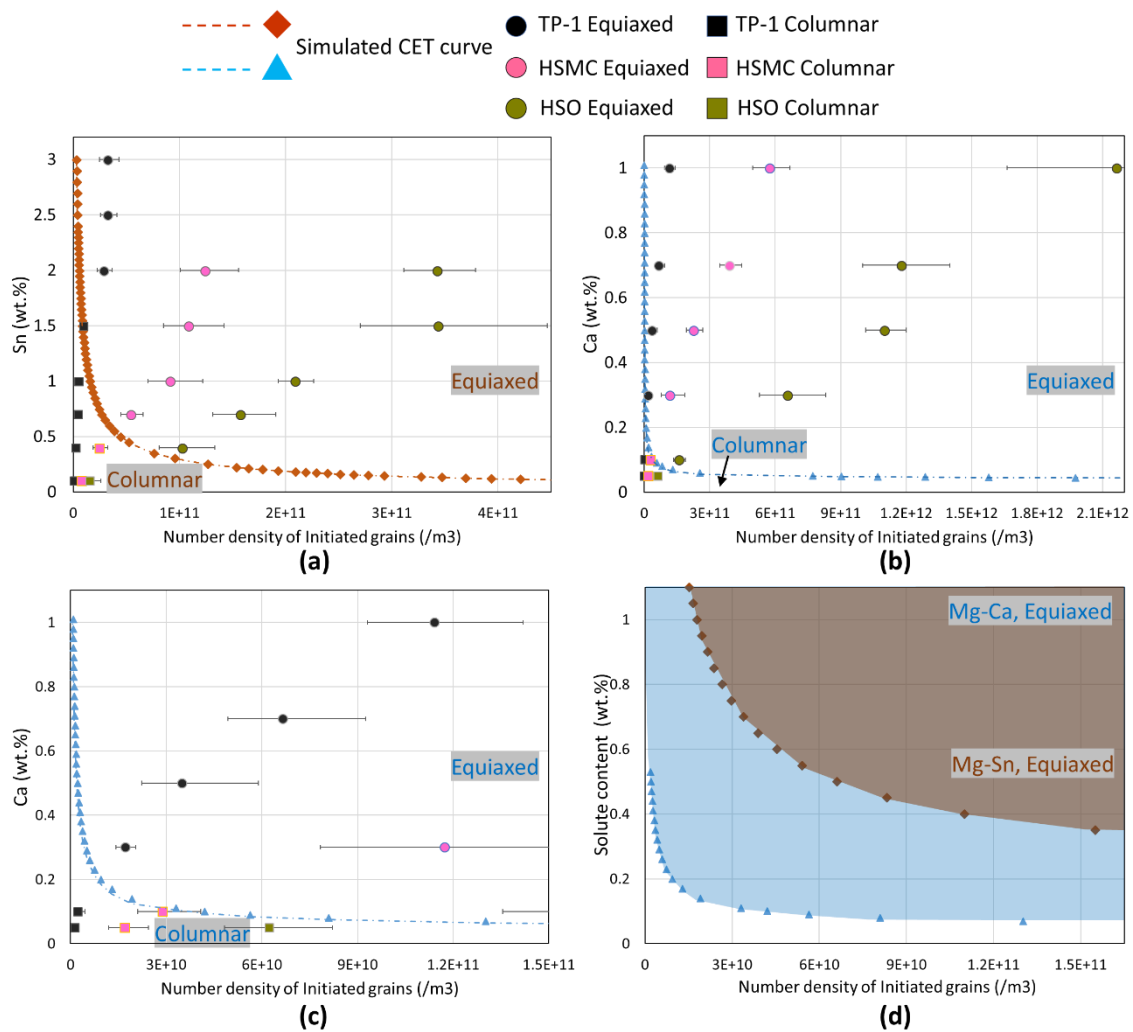 Simulated CET curve
TP-1 Equiaxed
TP-1 Columnar
HSMC Equiaxed
HSMC Columnar
HSO Equiaxed
HSO Columnar
3
2.5
2
1.5
1
0.5
0
Sn (wt.%)
Equiaxed
Columnar
0
1E+11
2E+11
3E+11
4E+11
Number density of Initiated grains (/m3)
(a)
1
0.8
0.6
0.4
0.2
0
Ca (wt.%)
Equiaxed
Columnar
0
3E+11
6E+11
9E+11
1.2E+12
1.5E+12
1.8E+12
2.1E+12
Number density of Initiated grains (/m3)
(b)
1
0.8
0.6
0.4
0.2
0
Ca (wt.%)
Equiaxed
Columnar
0
3E+10
6E+10
9E+10
1.2E+11
1.5E+11
Number density of Initiated grains (/m3)
(c)
1
0.8
0.6
0.4
0.2
0
Solute content (wt.%)
Mg-Ca, Equiaxed
Mg-Sn, Equiaxed
0
3E+10
6E+10
9E+10
1.2E+11
1.5E+11
Number density of Initiated grains (/m3)
(d)